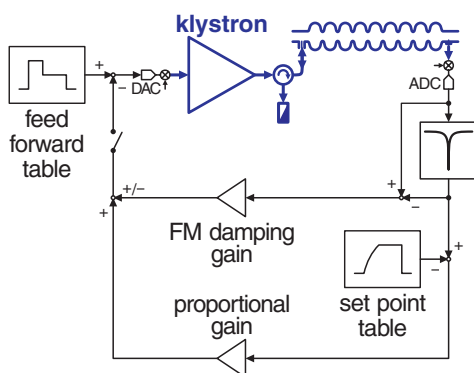 klystron
+
−
DAC
ADC
feed
forward
table
+/−
+
+
−
FM damping
gain
+
−
set point
table
proportional
gain